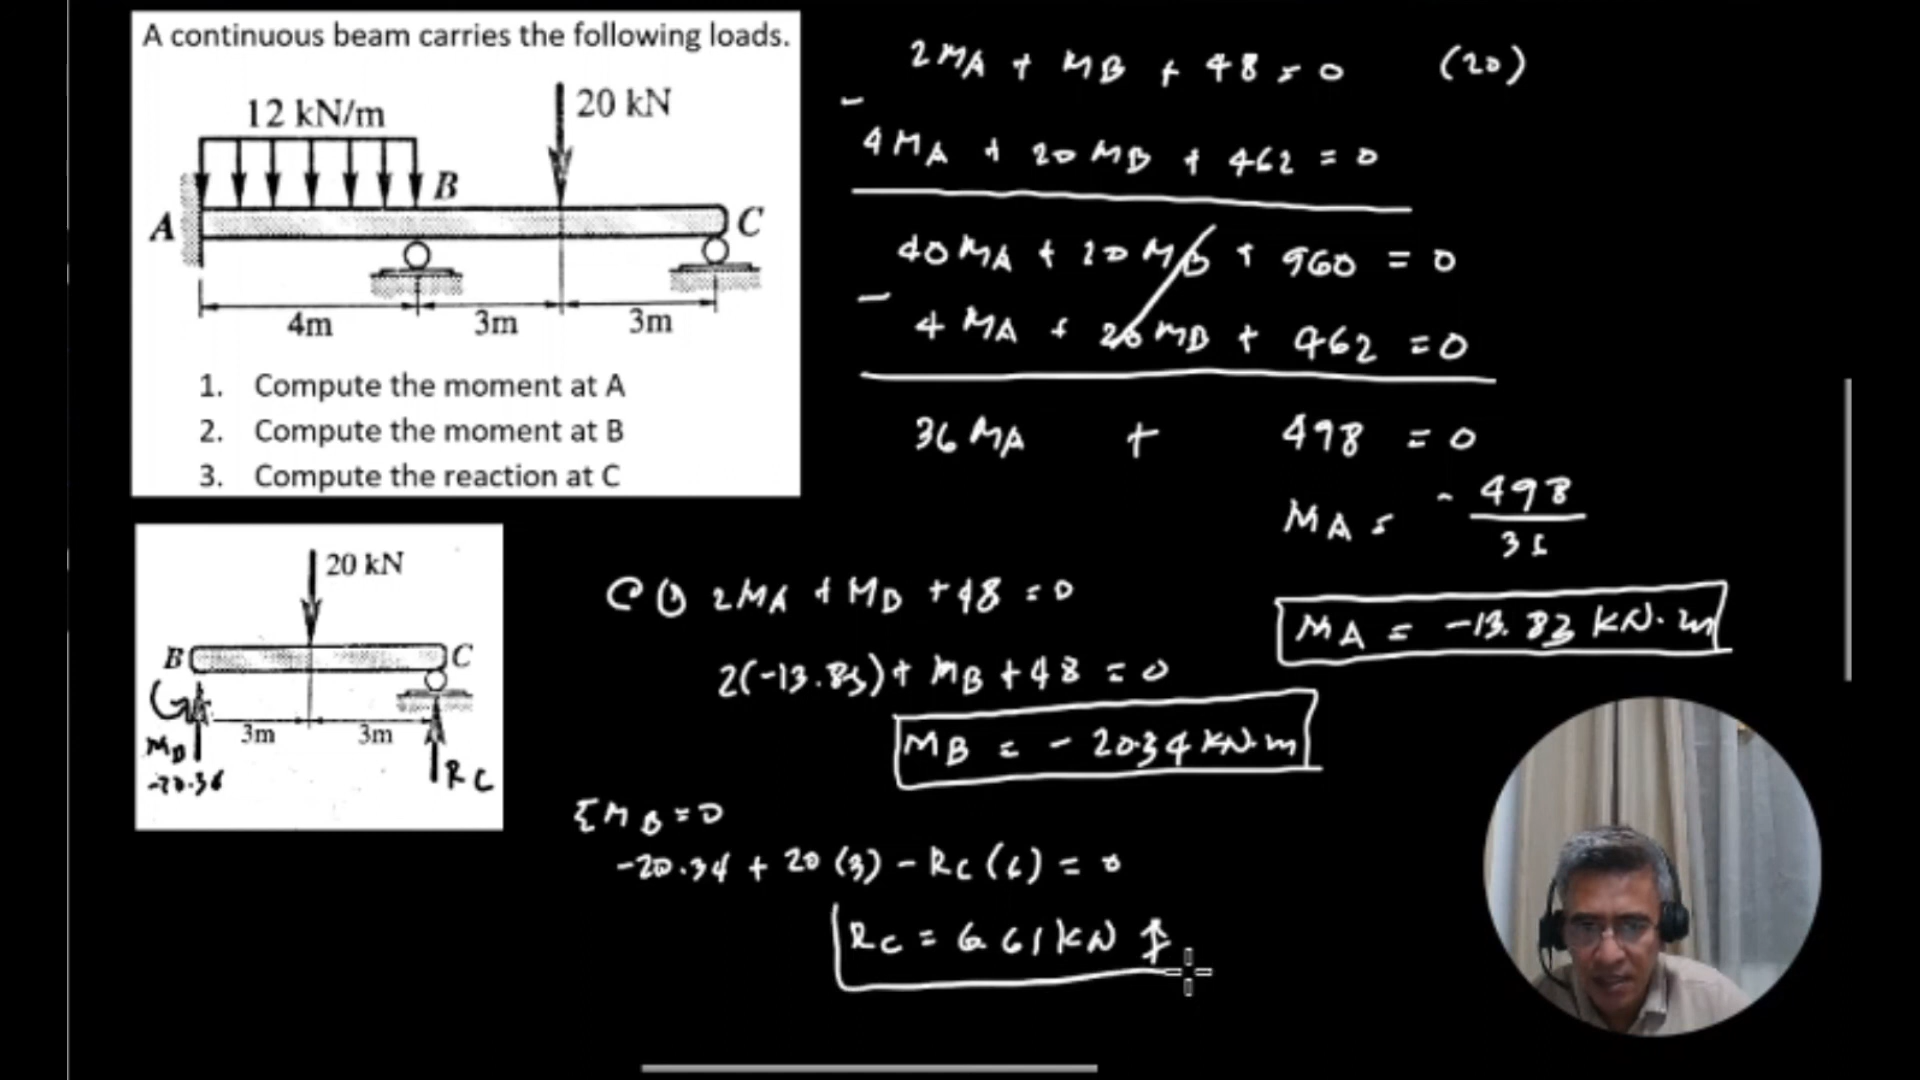 A continuous beam carries the following loads.
12 kN/m
20 kN
A
B
C
4m
3m
3m
1. Compute the moment at A
2. Compute the moment at B
3. Compute the reaction at C
20 kN
B
C
3m
3m
MB
-20.36
RC
2MA + MB + 48 = 0 (20)
-
4MA + 20MB + 462 = 0
40MA + 20MB + 960 = 0
-
4MA + 20MB + 462 = 0
36MA + 498 = 0
MA = - 498
36
MA = -13.83 kN.m
① 2MA + MB + 48 = 0
2(-13.83) + MB + 48 = 0
MB = -20.34 kN.m
ΣMB = 0
-20.34 + 20(3) - RC(6) = 0
RC = 6.61 kN ↑